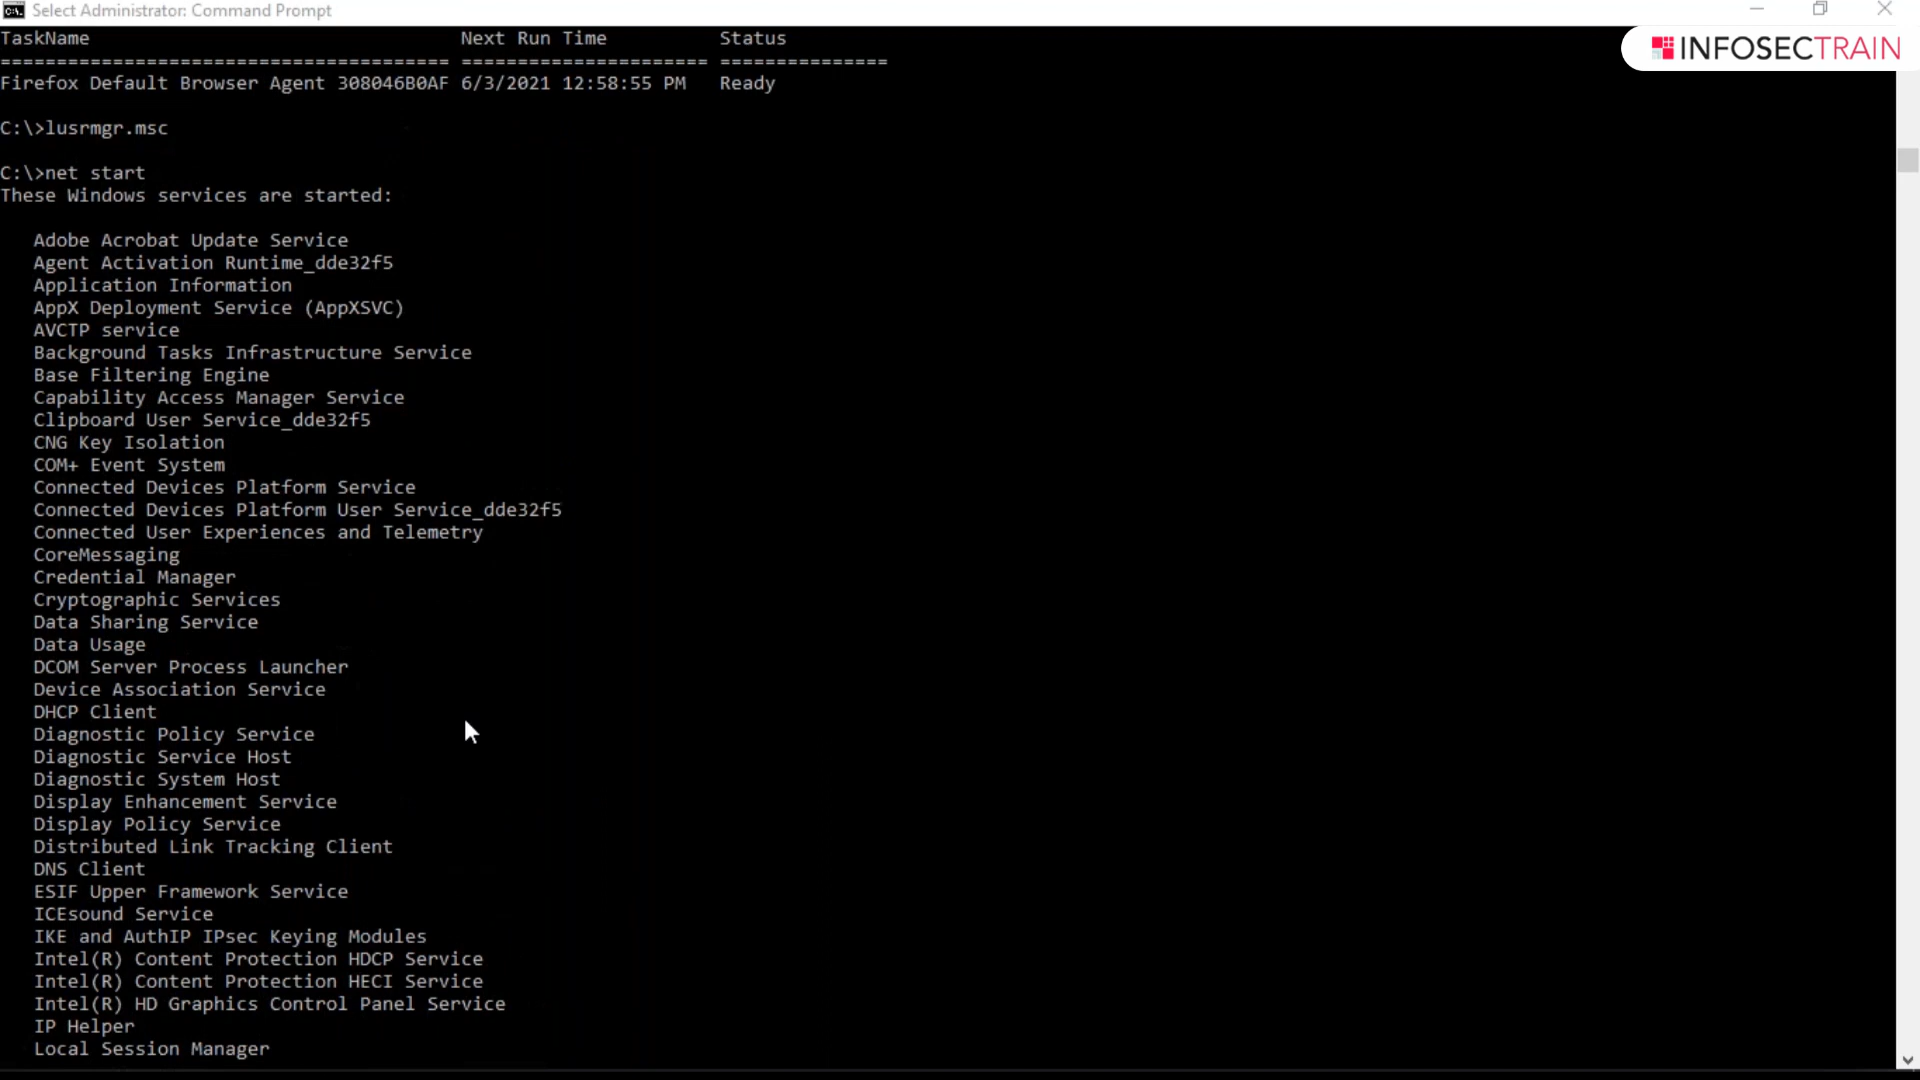 Select Administrator: Command Prompt
INFOSECTRAIN
TaskName Next Run Time Status
======================================== ====================== ===============
Firefox Default Browser Agent 308046B0AF 6/3/2021 12:58:55 PM Ready
C:\>lusrmgr.msc
C:\>net start
These Windows services are started:
Adobe Acrobat Update Service
Agent Activation Runtime_dde32f5
Application Information
AppX Deployment Service (AppXSVC)
AVCTP service
Background Tasks Infrastructure Service
Base Filtering Engine
Capability Access Manager Service
Clipboard User Service_dde32f5
CNG Key Isolation
COM+ Event System
Connected Devices Platform Service
Connected Devices Platform User Service_dde32f5
Connected User Experiences and Telemetry
CoreMessaging
Credential Manager
Cryptographic Services
Data Sharing Service
Data Usage
DCOM Server Process Launcher
Device Association Service
DHCP Client
Diagnostic Policy Service
Diagnostic Service Host
Diagnostic System Host
Display Enhancement Service
Display Policy Service
Distributed Link Tracking Client
DNS Client
ESIF Upper Framework Service
ICEsound Service
IKE and AuthIP IPsec Keying Modules
Intel(R) Content Protection HDCP Service
Intel(R) Content Protection HECI Service
Intel(R) HD Graphics Control Panel Service
IP Helper
Local Session Manager